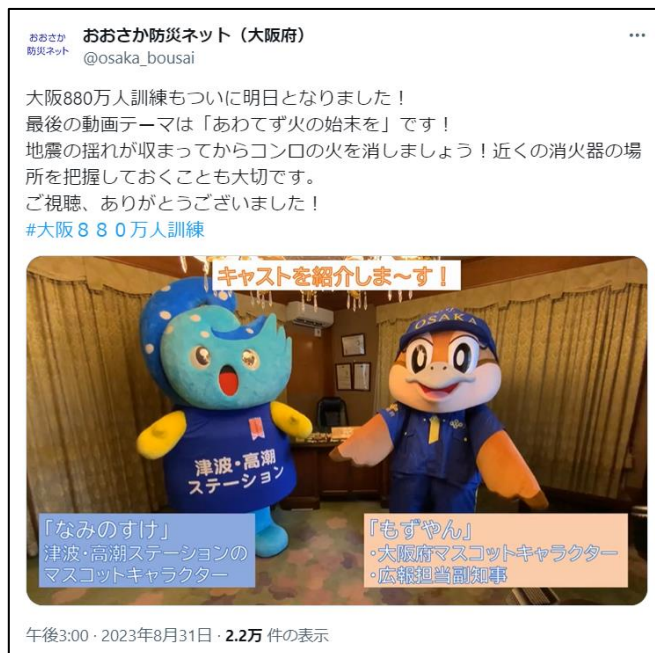 おおさか
防災ネット
おおさか防災ネット（大阪府）
@osaka_bousai
大阪880万人訓練もついに明日となりました！
最後の動画テーマは「あわてず火の始末を」です！
地震の揺れが収まってからコンロの火を消しましょう！近くの消火器の場
所を把握しておくことも大切です。
ご視聴、ありがとうございました！
#大阪８８０万人訓練
キャストを紹介しま～す！
OSAKA
津波・高潮
ステーション
「なみのすけ」
津波・高潮ステーションの
マスコットキャラクター
「もずやん」
・大阪府マスコットキャラクター
・広報担当副知事
午後3:00 · 2023年8月31日 · 2.2万 件の表示